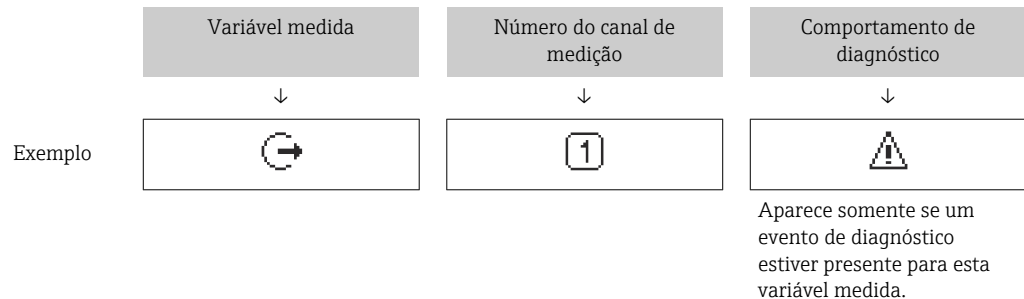 Variável medida
Número do canal de
medição
Comportamento de
diagnóstico
↓ ↓ ↓
Exemplo
1
Aparece somente se um
evento de diagnóstico
estiver presente para esta
variável medida.